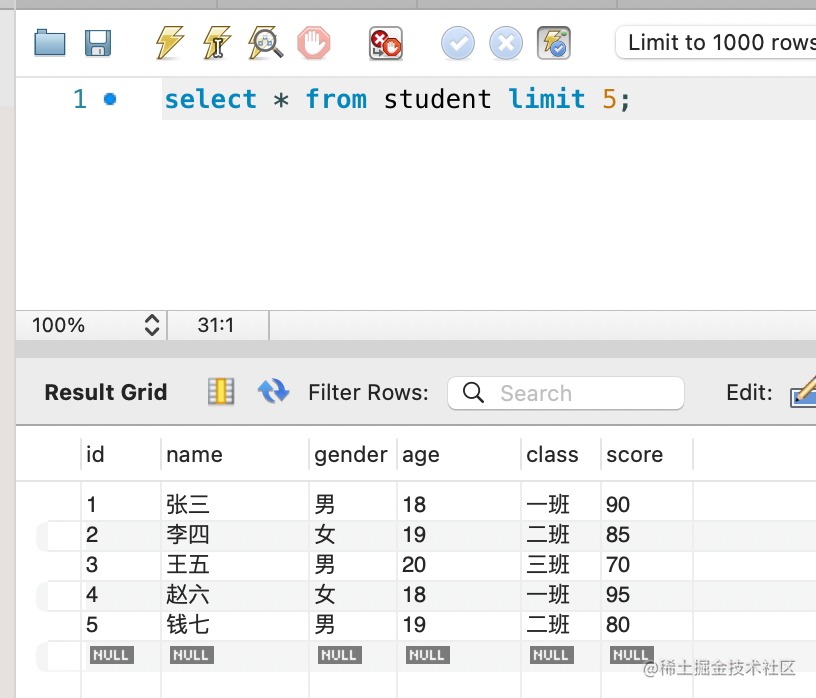 Limit to 1000 rows
1 select * from student limit 5;
100% 31:1
Result Grid Filter Rows: Search Edit:
id name gender age class score
1 张三 男 18 一班 90
2 李四 女 19 二班 85
3 王五 男 20 三班 70
4 赵六 女 18 一班 95
5 钱七 男 19 二班 80
NULL NULL NULL NULL NULL NULL
@稀土掘金技术社区